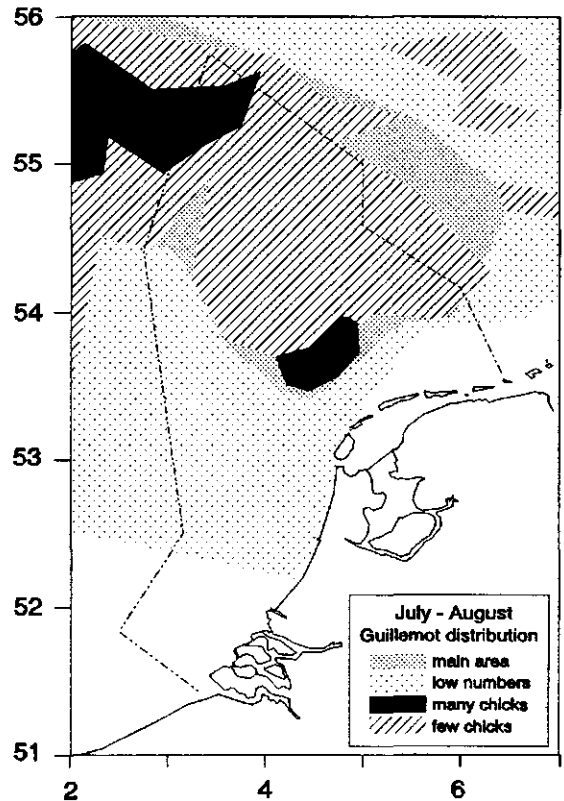 56
55
54
53
52
51
2 4 6
July - August
Guillemot distribution
main area
low numbers
many chicks
few chicks